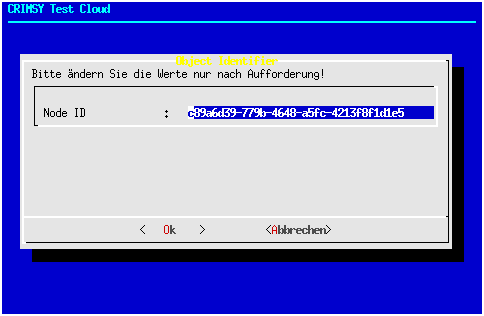 CRIMSY Test Cloud
Object Identifier
Bitte ändern Sie die Werte nur nach Aufforderung!
Node ID : c89a6d39-779b-4648-a5fc-4213f8f1d1e5
< Ok > <Abbrechen>